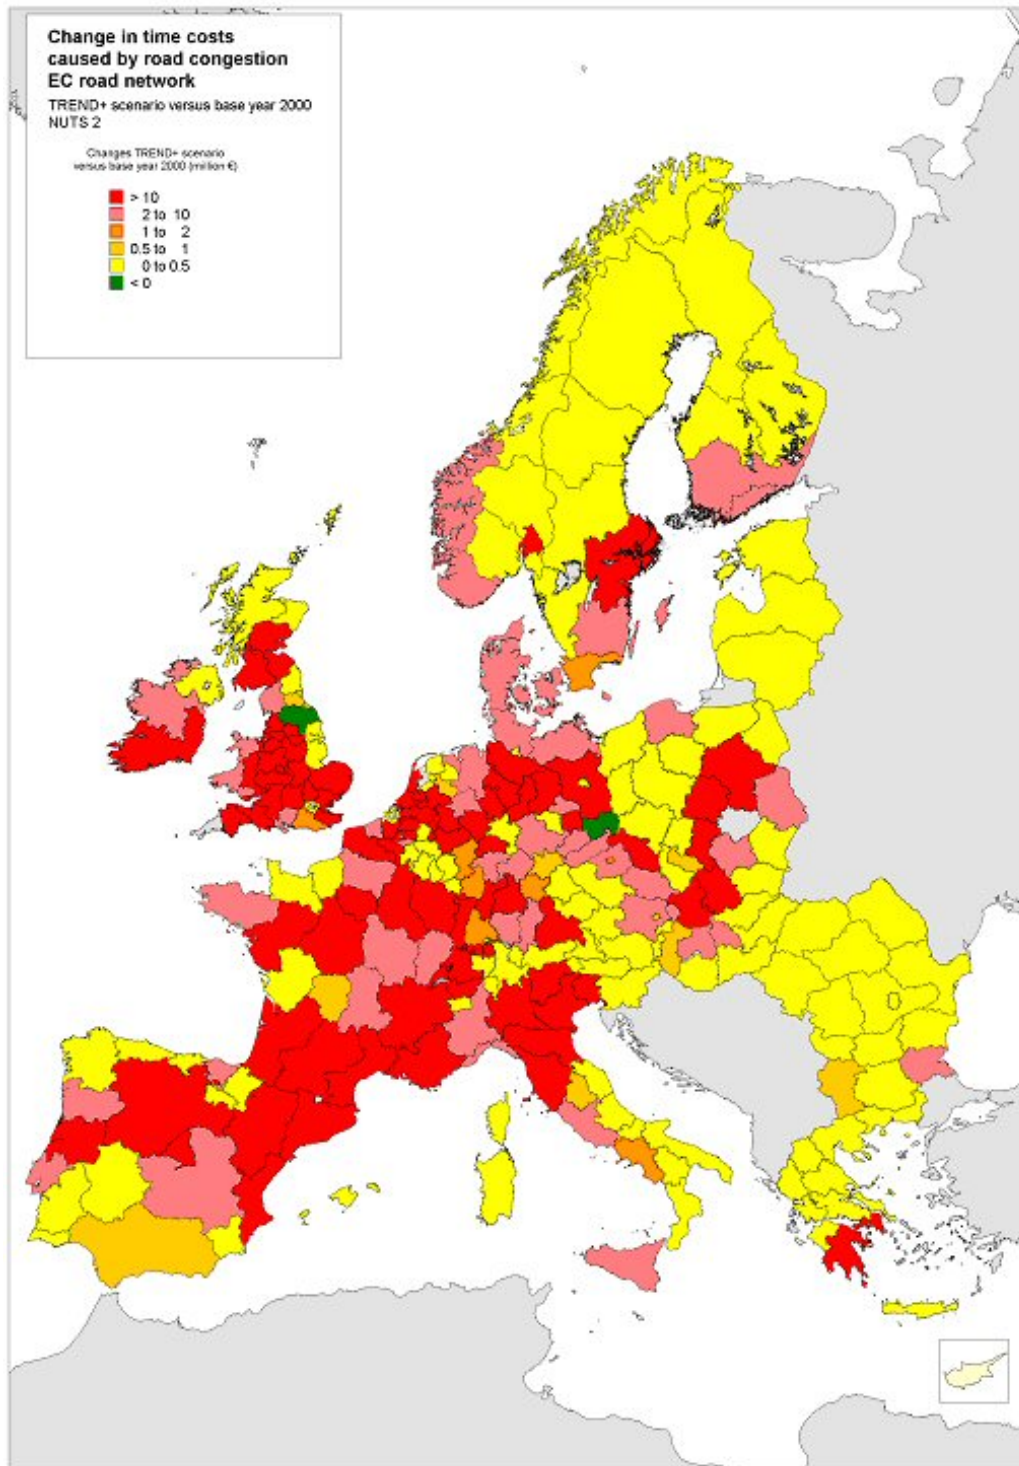 Change in time costs
caused by road congestion
EC road network
TREND+ scenario versus base year 2000
NUTS 2
Changes TREND+ scenario
versus base year 2000 (million €)
> 10
2 to 10
1 to 2
0.5 to 1
0 to 0.5
< 0